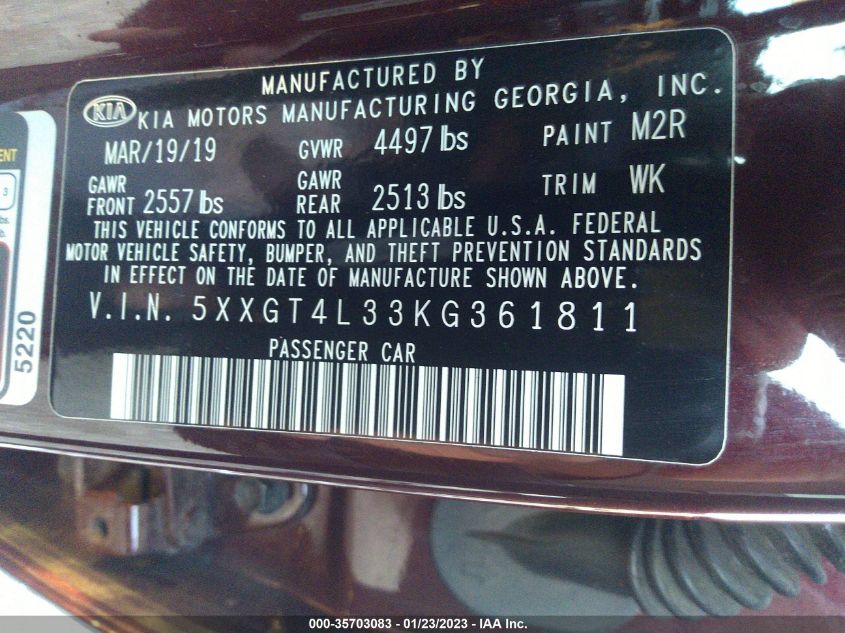 MANUFACTURED BY
KIA KIA MOTORS MANUFACTURING GEORGIA, INC.
MAR/19/19 GVWR 4497 lbs PAINT M2R
GAWR FRONT 2557 lbs GAWR REAR 2513 lbs TRIM WK
THIS VEHICLE CONFORMS TO ALL APPLICABLE U.S.A. FEDERAL
MOTOR VEHICLE SAFETY, BUMPER, AND THEFT PREVENTION STANDARDS
IN EFFECT ON THE DATE OF MANUFACTURE SHOWN ABOVE.
V.I.N. 5XXGT4L33KG361811
PASSENGER CAR
ENT
3
lbs.
5220
000-35703083 / 01/23/2023 - IAA Inc.